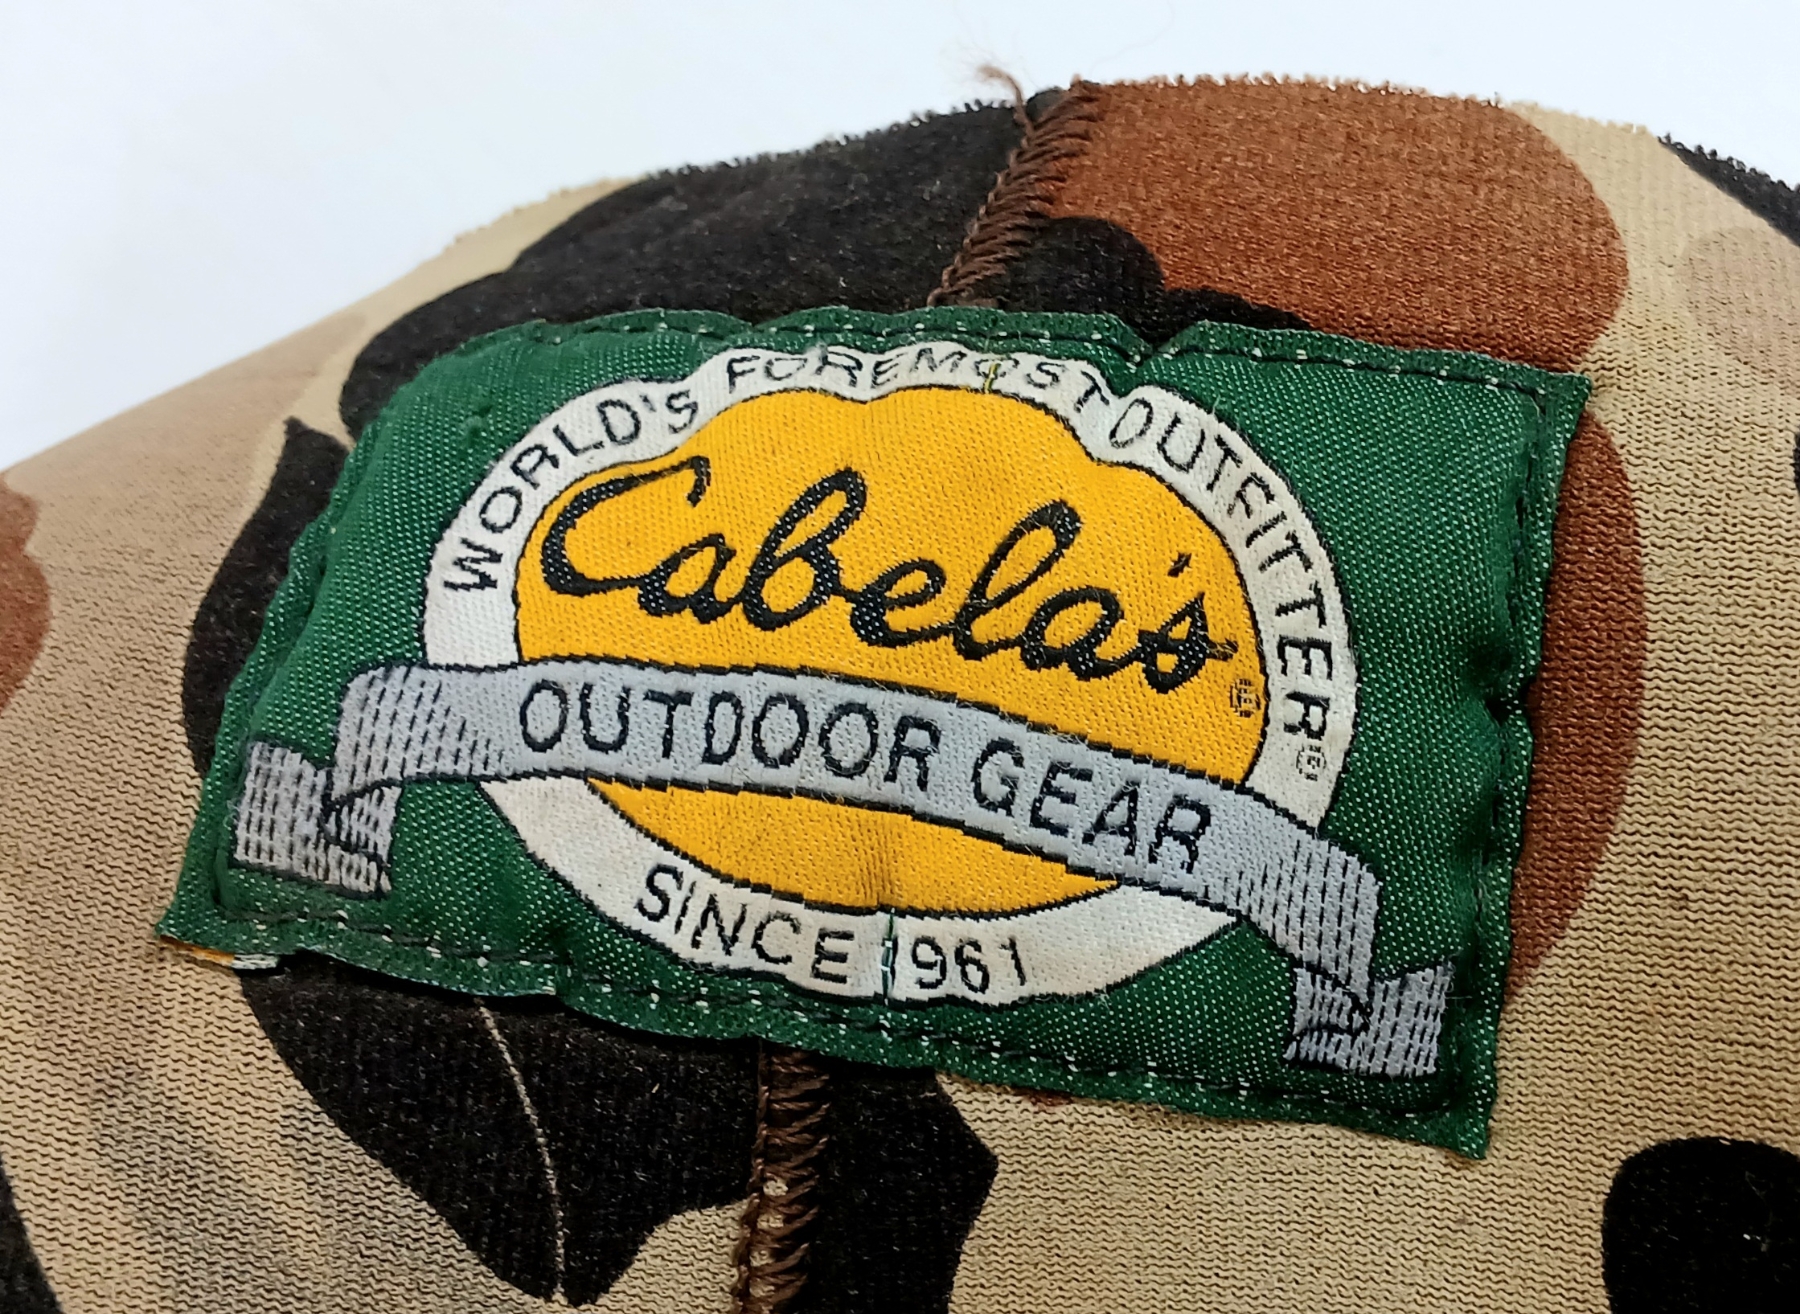 WORLD'S FOREMOST OUTFITTER®
Cabela's®
OUTDOOR GEAR
SINCE 1961